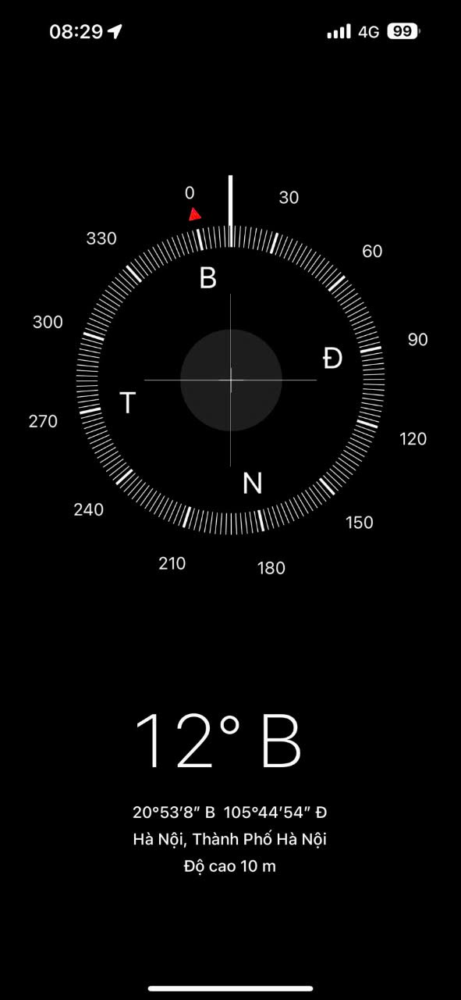 08:29 4G 99
0
30
330
60
B
300
90
Đ
T
270
120
N
240
150
210
180
12° B
20°53′8″ B 105°44′54″ Đ
Hà Nội, Thành Phố Hà Nội
Độ cao 10 m